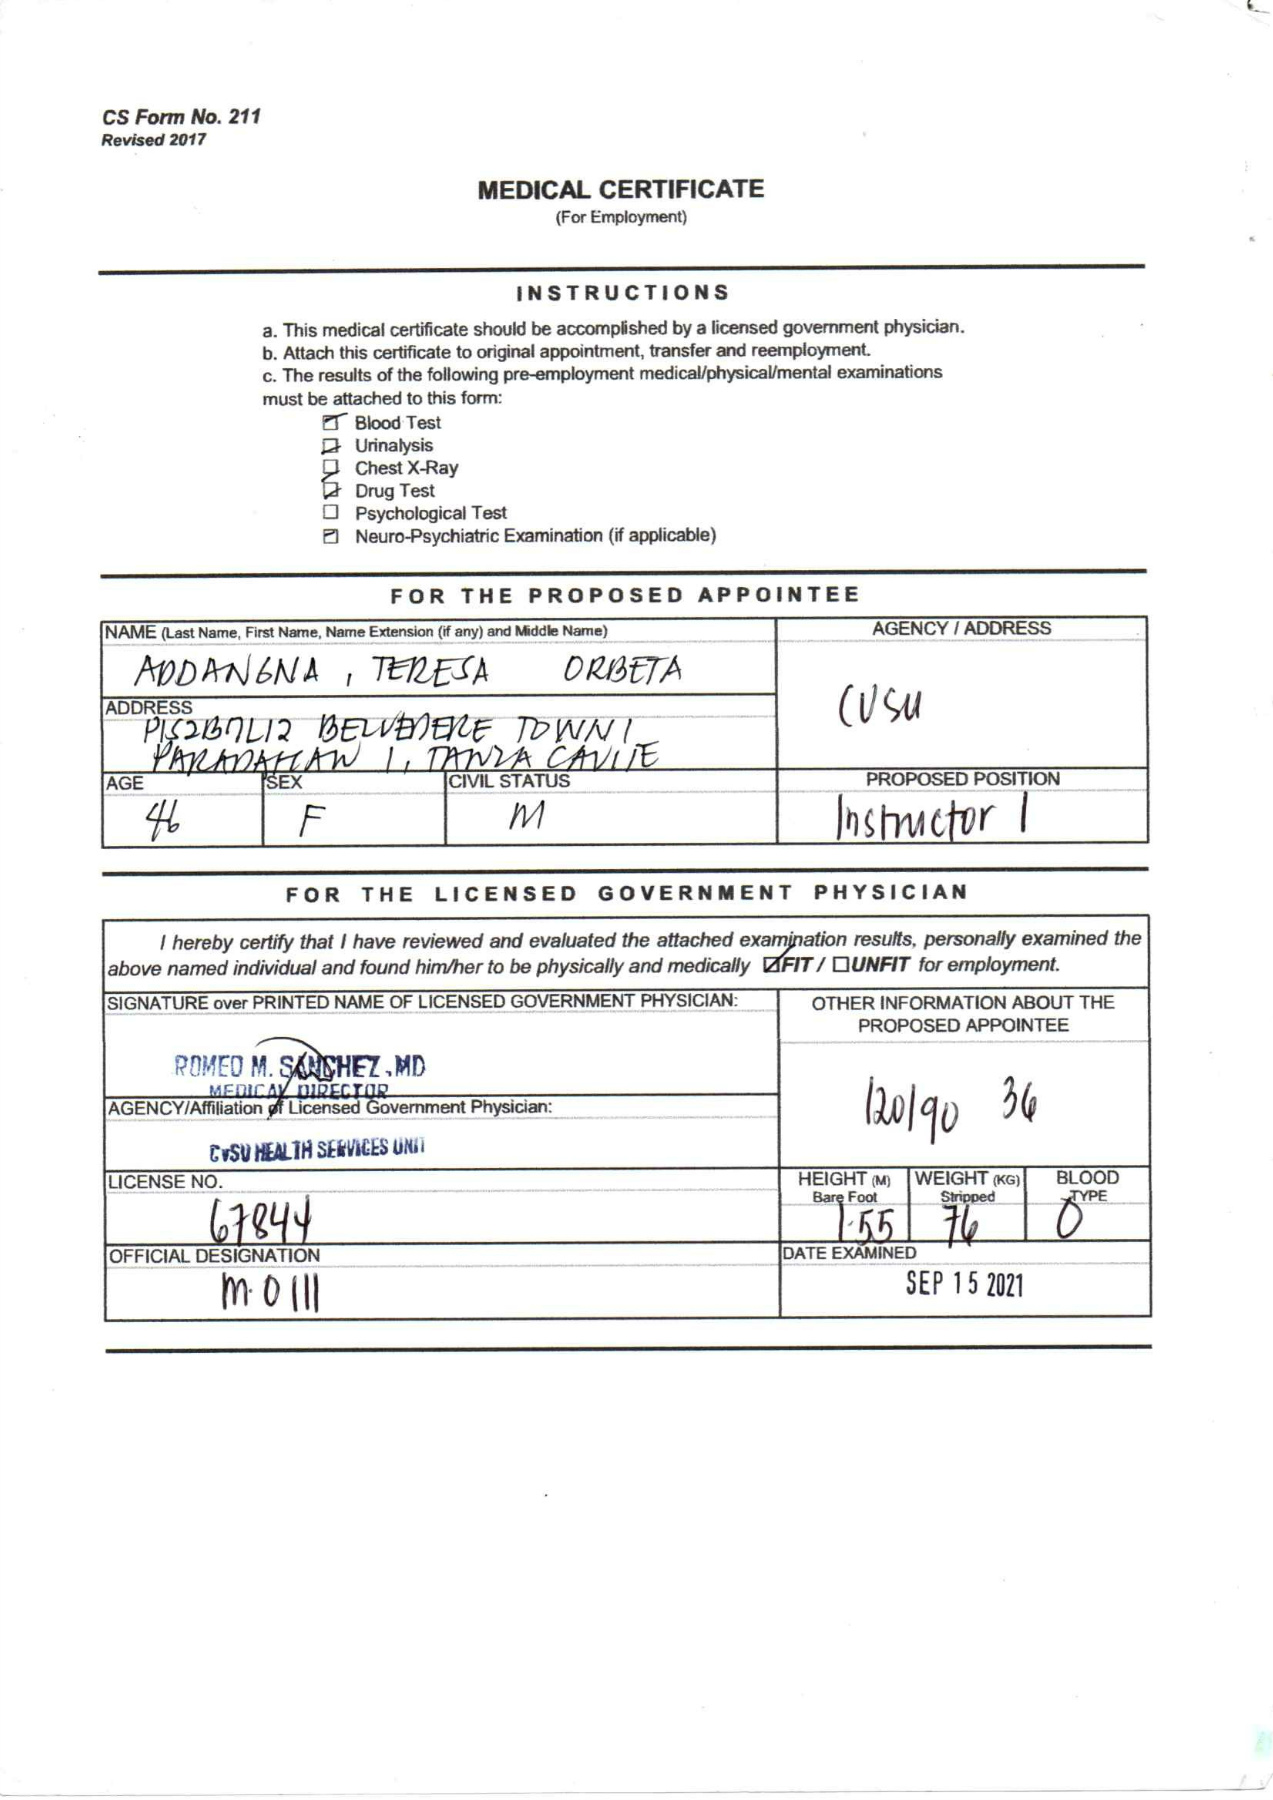 CS Form No. 211
Revised 2017
MEDICAL CERTIFICATE
(For Employment)
INSTRUCTIONS
a. This medical certificate should be accomplished by a licensed government physician.
b. Attach this certificate to original appointment, transfer and reemployment.
c. The results of the following pre-employment medical/physical/mental examinations
must be attached to this form:
Blood Test
Urinalysis
Chest X-Ray
Drug Test
Psychological Test
Neuro-Psychiatric Examination (if applicable)
FOR THE PROPOSED APPOINTEE
NAME (Last Name, First Name, Name Extension (if any) and Middle Name)
ADDANGNA , TERESA ORBETA
AGENCY / ADDRESS
CVSU
ADDRESS
BELVEDERE TOWN 1
PARADAHAN 1, TANZA CAVITE
AGE
46
SEX
F
CIVIL STATUS
M
PROPOSED POSITION
Instructor 1
FOR THE LICENSED GOVERNMENT PHYSICIAN
I hereby certify that I have reviewed and evaluated the attached examination results, personally examined the
above named individual and found him/her to be physically and medically FIT / UNFIT for employment.
SIGNATURE over PRINTED NAME OF LICENSED GOVERNMENT PHYSICIAN:
ROMEO M. SANCHEZ, MD
MEDICAL DIRECTOR
OTHER INFORMATION ABOUT THE
PROPOSED APPOINTEE
120/90 36
AGENCY/Affiliation of Licensed Government Physician:
CvSU HEALTH SERVICES UNIT
LICENSE NO.
67844
HEIGHT (M)
Bare Foot
1.55
WEIGHT (KG)
Stripped
76
BLOOD
TYPE
O
OFFICIAL DESIGNATION
M.O III
DATE EXAMINED
SEP 15 2021